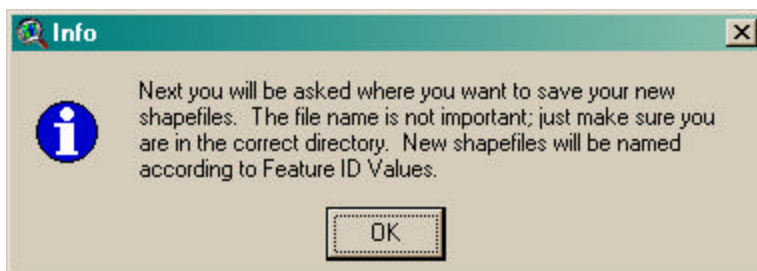 Info
Next you will be asked where you want to save your new
shapefiles.  The file name is not important; just make sure you
are in the correct directory.  New shapefiles will be named
according to Feature ID Values.
OK